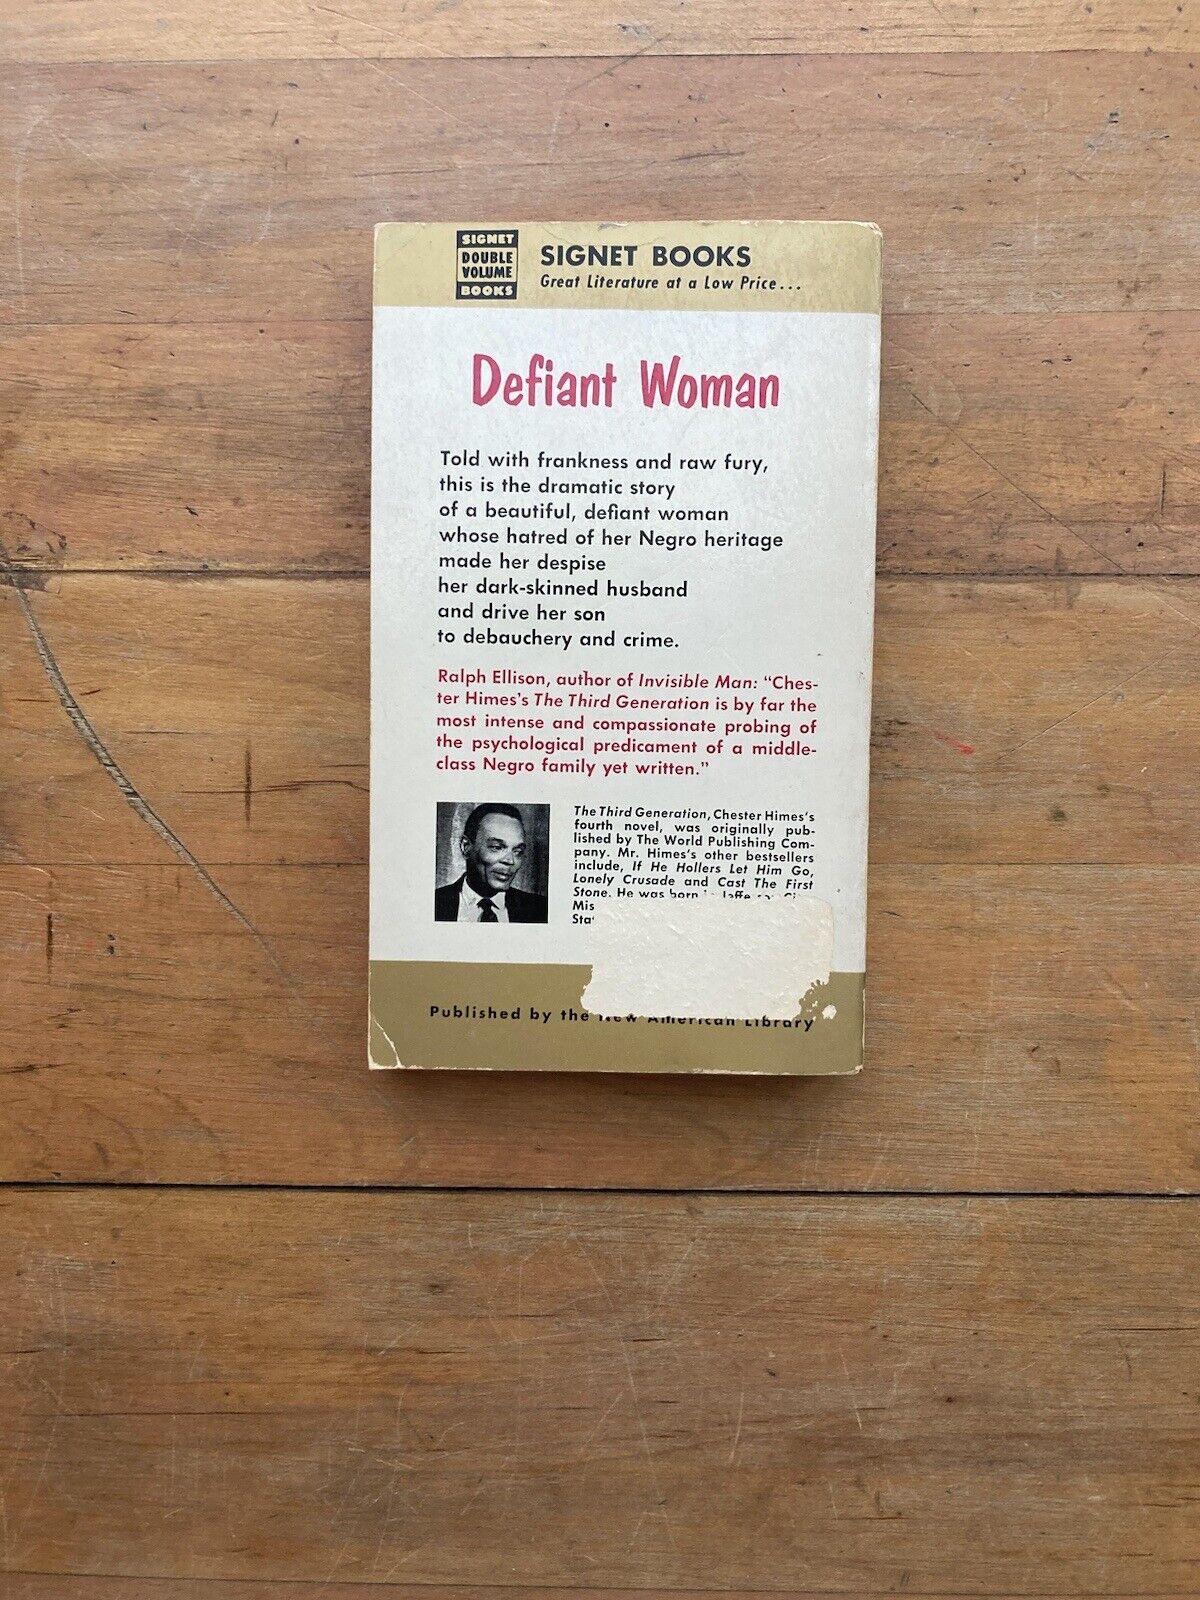 SIGNET
DOUBLE
VOLUME
BOOKS
SIGNET BOOKS
Great Literature at a Low Price...
Defiant Woman
Told with frankness and raw fury,
this is the dramatic story
of a beautiful, defiant woman
whose hatred of her Negro heritage
made her despise
her dark-skinned husband
and drive her son
to debauchery and crime.
Ralph Ellison, author of Invisible Man: “Ches-
ter Himes's The Third Generation is by far the
most intense and compassionate probing of
the psychological predicament of a middle-
class Negro family yet written.”
The Third Generation, Chester Himes's
fourth novel, was originally pub-
lished by The World Publishing Com-
pany. Mr. Himes's other bestsellers
include, If He Hollers Let Him Go,
Lonely Crusade and Cast The First
Stone. He was born
Mis
Sta
Published by the New American Library